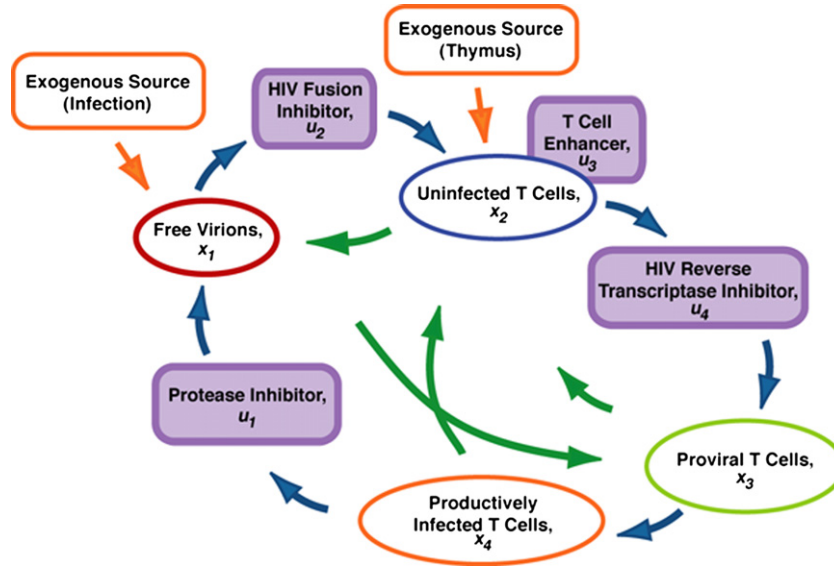 Exogenous Source
(Thymus)
Exogenous Source
(Infection)
HIV Fusion
Inhibitor,
u2
T Cell
Enhancer,
u3
Uninfected T Cells,
x2
Free Virions,
x1
HIV Reverse
Transcriptase Inhibitor,
u4
Protease Inhibitor,
u1
Proviral T Cells,
x3
Productively
Infected T Cells,
x4